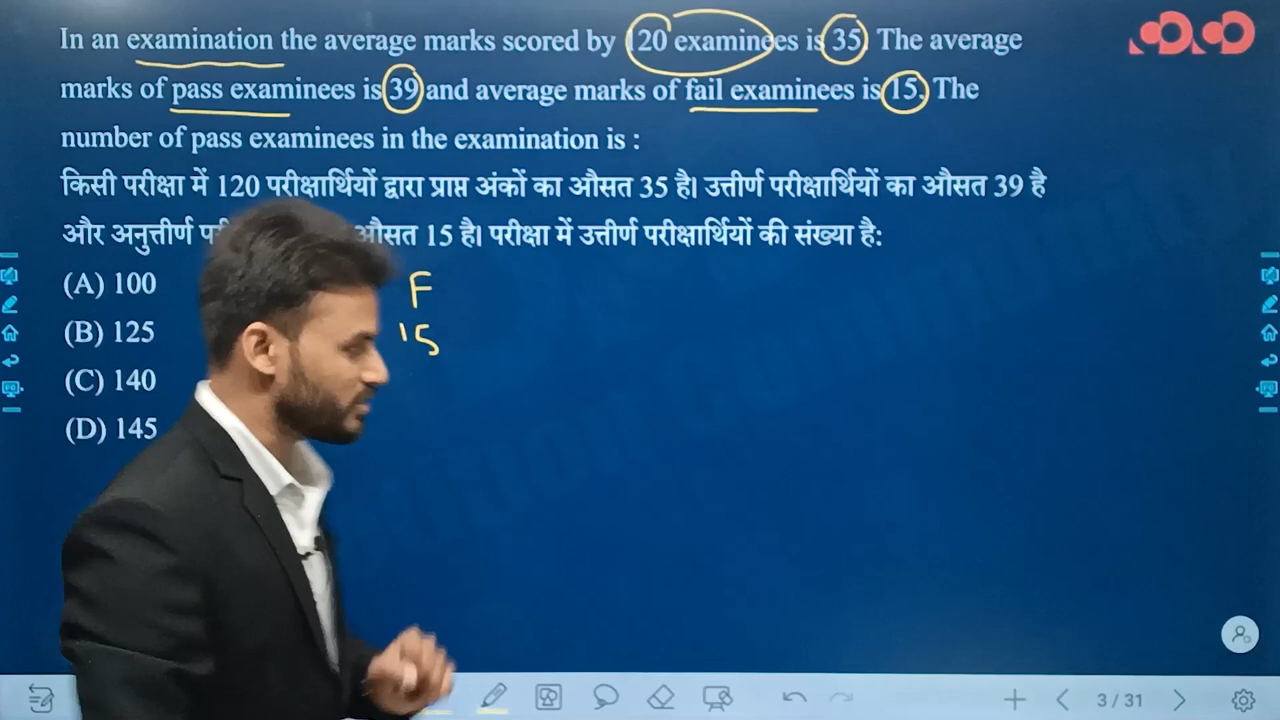 In an examination the average marks scored by 120 examinees is 35. The average
marks of pass examinees is 39 and average marks of fail examinees is 15. The
number of pass examinees in the examination is :
किसी परीक्षा में 120 परीक्षार्थियों द्वारा प्राप्त अंकों का औसत 35 है। उत्तीर्ण परीक्षार्थियों का औसत 39 है
और अनुत्तीर्ण औसत 15 है। परीक्षा में उत्तीर्ण परीक्षार्थियों की संख्या है:
(A) 100
(B) 125
(C) 140
(D) 145
F
15
3 / 31